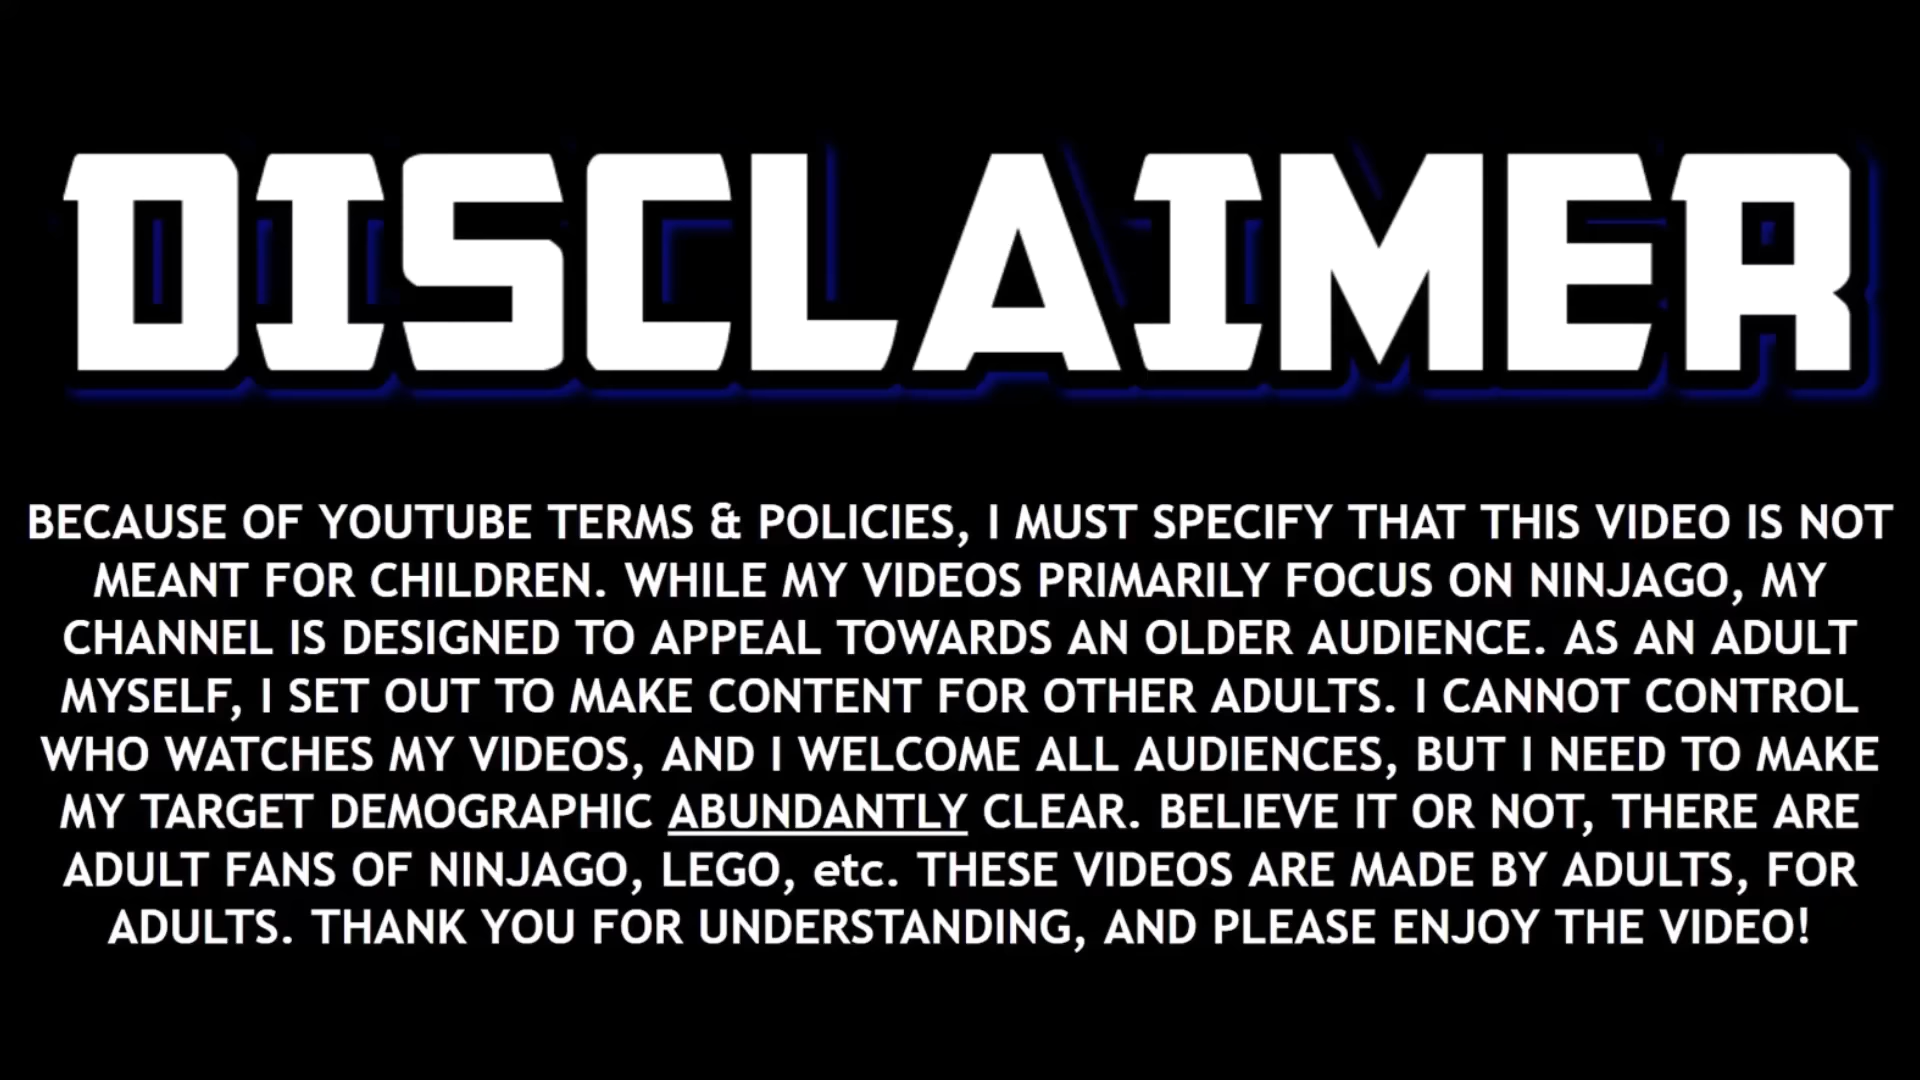 DISCLAIMER
BECAUSE OF YOUTUBE TERMS & POLICIES, I MUST SPECIFY THAT THIS VIDEO IS NOT
MEANT FOR CHILDREN. WHILE MY VIDEOS PRIMARILY FOCUS ON NINJAGO, MY
CHANNEL IS DESIGNED TO APPEAL TOWARDS AN OLDER AUDIENCE. AS AN ADULT
MYSELF, I SET OUT TO MAKE CONTENT FOR OTHER ADULTS. I CANNOT CONTROL
WHO WATCHES MY VIDEOS, AND I WELCOME ALL AUDIENCES, BUT I NEED TO MAKE
MY TARGET DEMOGRAPHIC ABUNDANTLY CLEAR. BELIEVE IT OR NOT, THERE ARE
ADULT FANS OF NINJAGO, LEGO, etc. THESE VIDEOS ARE MADE BY ADULTS, FOR
ADULTS. THANK YOU FOR UNDERSTANDING, AND PLEASE ENJOY THE VIDEO!